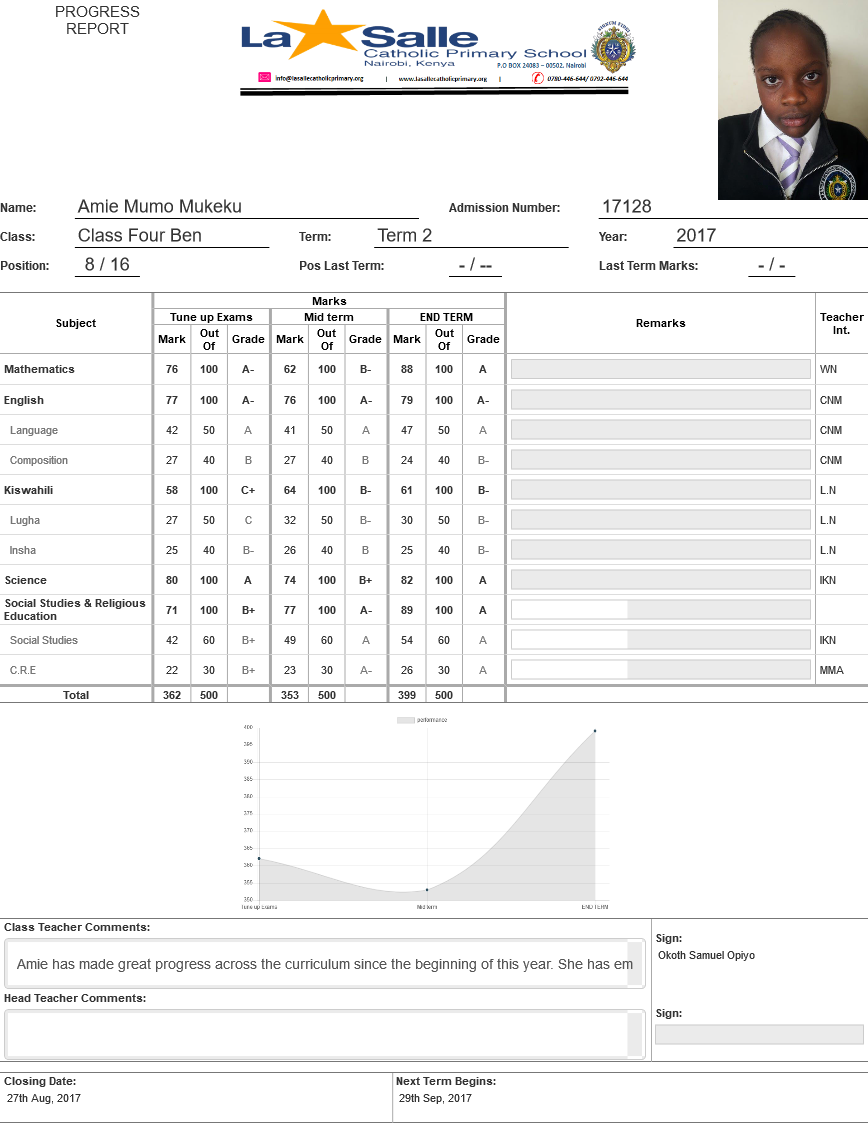 PROGRESS
REPORT
La Salle
Catholic Primary School
Nairobi, Kenya
P.O BOX 24083 – 00502. Nairobi
info@lasallecatholicprimary.org | www.lasallecatholicprimary.org | 0780-446-644/ 0792-446-644
Name: Amie Mumo Mukeku Admission Number: 17128
Class: Class Four Ben Term: Term 2 Year: 2017
Position: 8 / 16 Pos Last Term: - / -- Last Term Marks: - / -
Subject Marks Remarks Teacher Int.
Tune up Exams Mid term END TERM
Mark Out Of Grade Mark Out Of Grade Mark Out Of Grade
Mathematics 76 100 A- 62 100 B- 88 100 A WN
English 77 100 A- 76 100 A- 79 100 A- CNM
Language 42 50 A 41 50 A 47 50 A CNM
Composition 27 40 B 27 40 B 24 40 B- CNM
Kiswahili 58 100 C+ 64 100 B- 61 100 B- L.N
Lugha 27 50 C 32 50 B- 30 50 B- L.N
Insha 25 40 B- 26 40 B 25 40 B- L.N
Science 80 100 A 74 100 B+ 82 100 A IKN
Social Studies & Religious Education 71 100 B+ 77 100 A- 89 100 A
Social Studies 42 60 B+ 49 60 A 54 60 A IKN
C.R.E 22 30 B+ 23 30 A- 26 30 A MMA
Total 362 500 353 500 399 500
performance
400
395
390
385
380
375
370
365
360
355
350
Tune up Exams Mid term END TERM
Class Teacher Comments:
Amie has made great progress across the curriculum since the beginning of this year. She has em
Sign:
Okoth Samuel Opiyo
Head Teacher Comments:
Sign:
Closing Date: Next Term Begins:
27th Aug, 2017 29th Sep, 2017